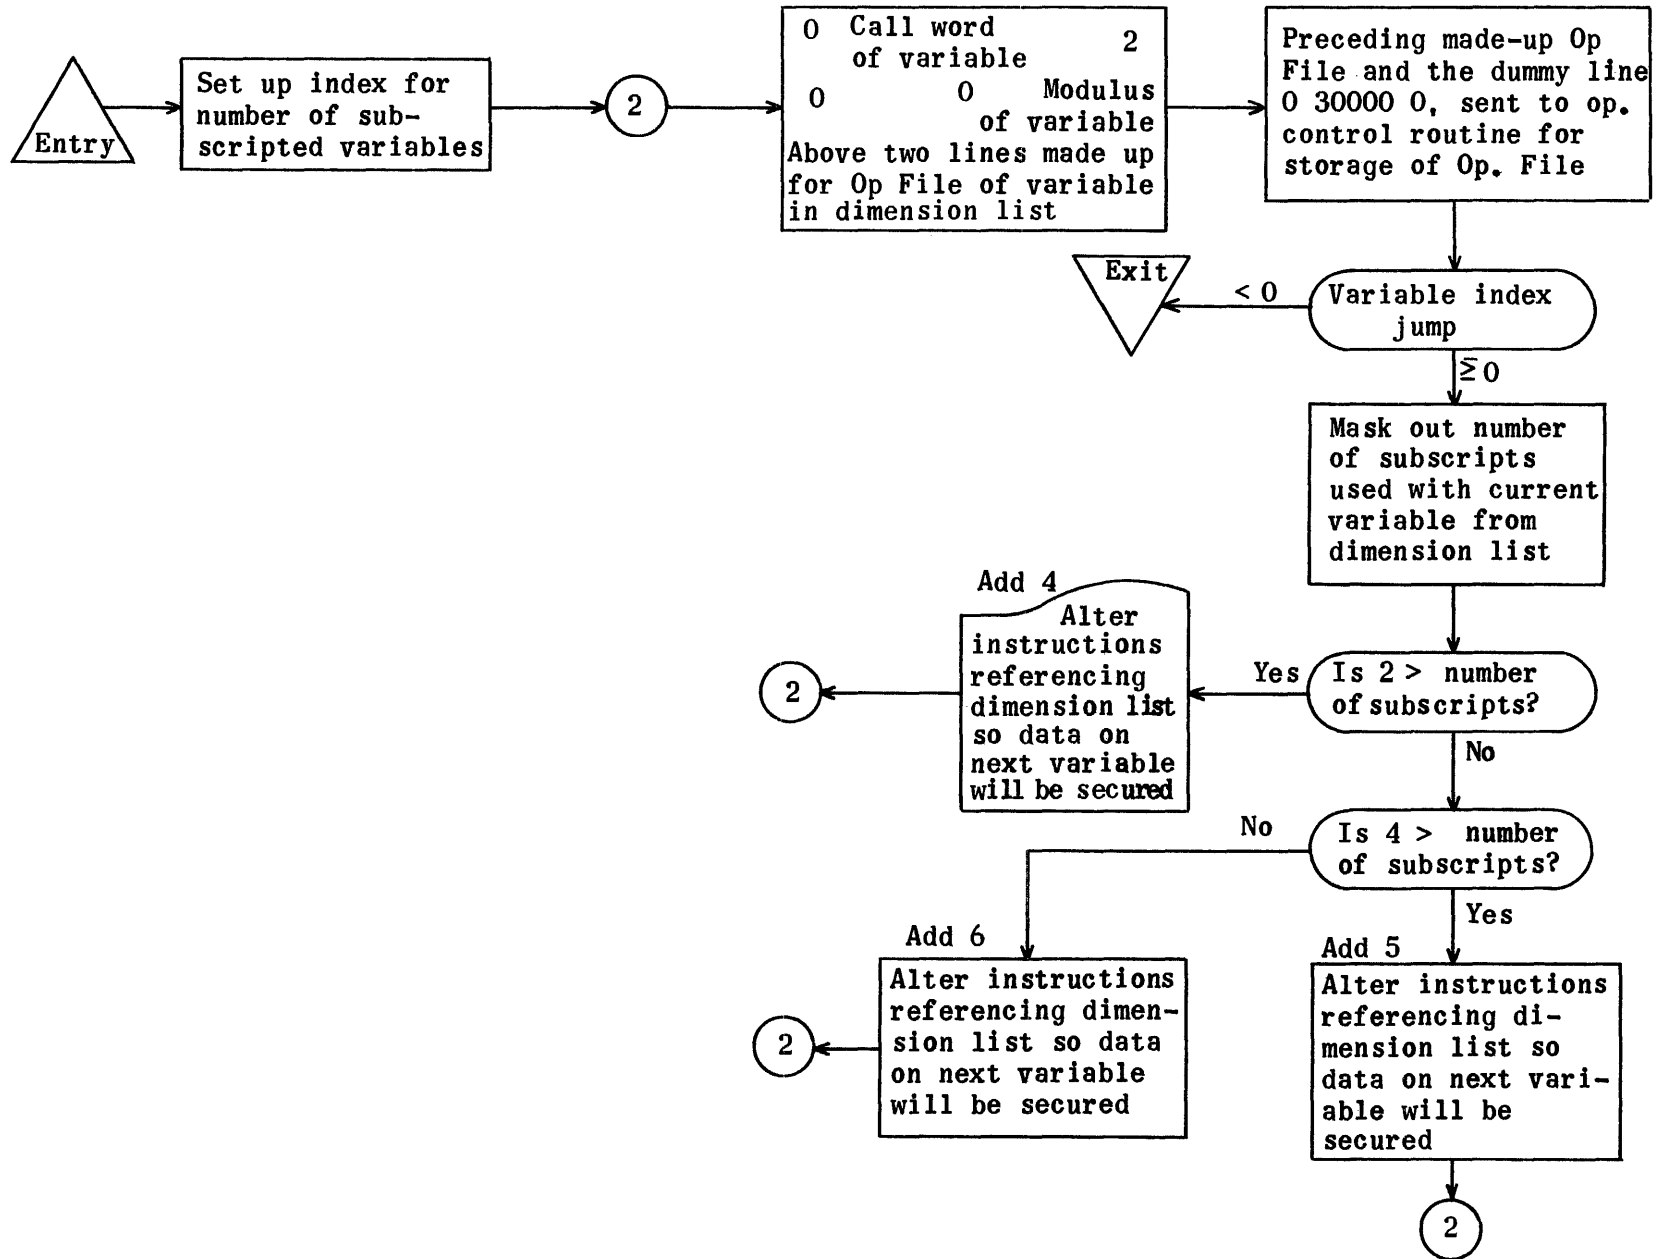 Entry
Set up index for
number of sub-
scripted variables
2
0 Call word 2
of variable
0 0 Modulus
of variable
Above two lines made up
for Op File of variable
in dimension list
Preceding made-up Op
File and the dummy line
0 30000 0, sent to op.
control routine for
storage of Op. File
Exit
< 0
Variable index
jump
≧ 0
Mask out number
of subscripts
used with current
variable from
dimension list
Add 4
Alter
instructions
referencing
dimension list
so data on
next variable
will be secured
2
Yes
Is 2 > number
of subscripts?
No
No
Is 4 > number
of subscripts?
Yes
Add 6
Alter instructions
referencing dimen-
sion list so data
on next variable
will be secured
2
Add 5
Alter instructions
referencing di-
mension list so
data on next vari-
able will be
secured
2